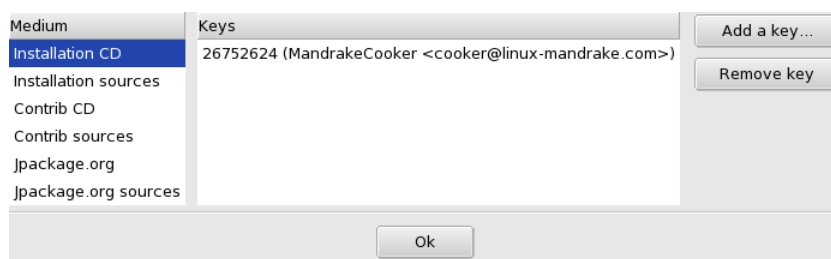 Medium
Keys
Add a key...
Installation CD
26752624 (MandrakeCooker <cooker@linux-mandrake.com>)
Remove key
Installation sources
Contrib CD
Contrib sources
Jpackage.org
Jpackage.org sources
Ok